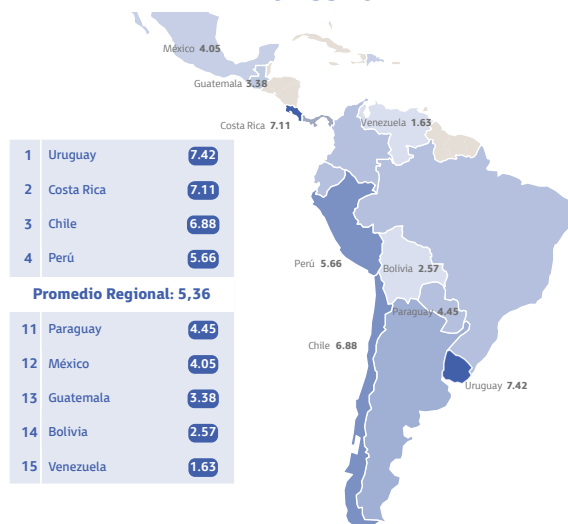 México 4.05
Guatemala 3.38
Costa Rica 7.11
Venezuela 1.63
1 Uruguay 7.42
2 Costa Rica 7.11
3 Chile 6.88
4 Perú 5.66
Promedio Regional: 5,36
11 Paraguay 4.45
12 México 4.05
13 Guatemala 3.38
14 Bolivia 2.57
15 Venezuela 1.63
Perú 5.66
Bolivia 2.57
Paraguay 4.45
Chile 6.88
Uruguay 7.42